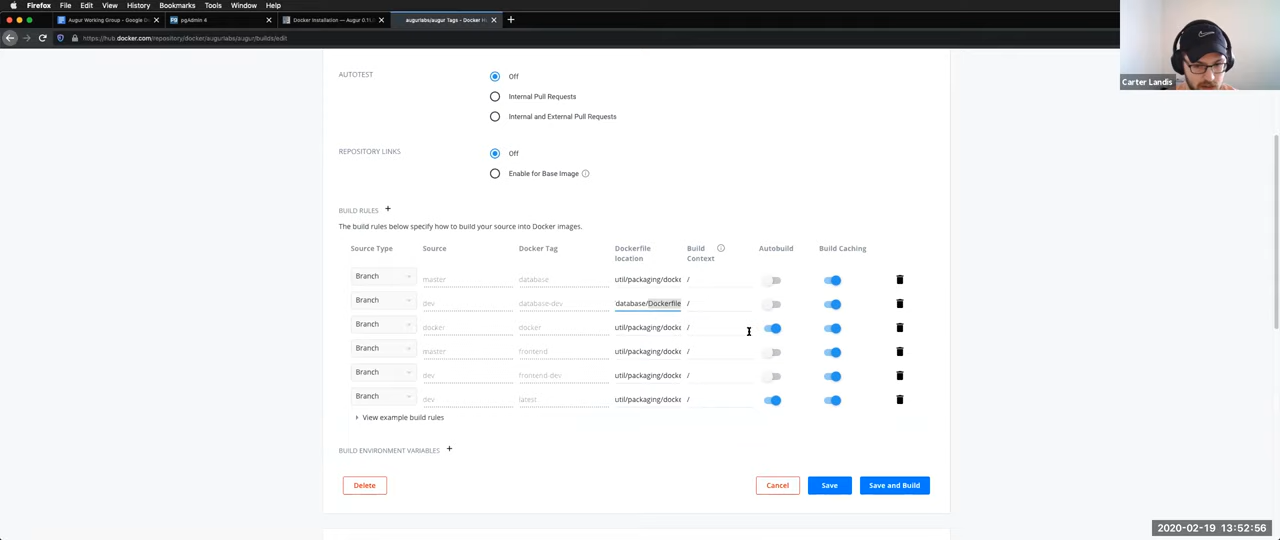 Firefox File Edit View History Bookmarks Tools Window Help
Augur Working Group - Google D
pgAdmin 4
Docker Installation — Augur 0.11.
augurlabs/augur Tags - Docker H
https://hub.docker.com/repository/docker/augurlabs/augur/builds/edit
Carter Landis
AUTOTEST
Off
Internal Pull Requests
Internal and External Pull Requests
REPOSITORY LINKS
Off
Enable for Base Image
BUILD RULES +
The build rules below specify how to build your source into Docker images.
Source Type Source Docker Tag Dockerfile location Build Context Autobuild Build Caching
Branch master database util/packaging/docke /
Branch dev database-dev database/Dockerfile /
Branch docker docker util/packaging/docke /
Branch master frontend util/packaging/docke /
Branch dev frontend-dev util/packaging/docke /
Branch dev latest util/packaging/docke /
View example build rules
BUILD ENVIRONMENT VARIABLES +
Delete Cancel Save Save and Build
2020-02-19 13:52:56